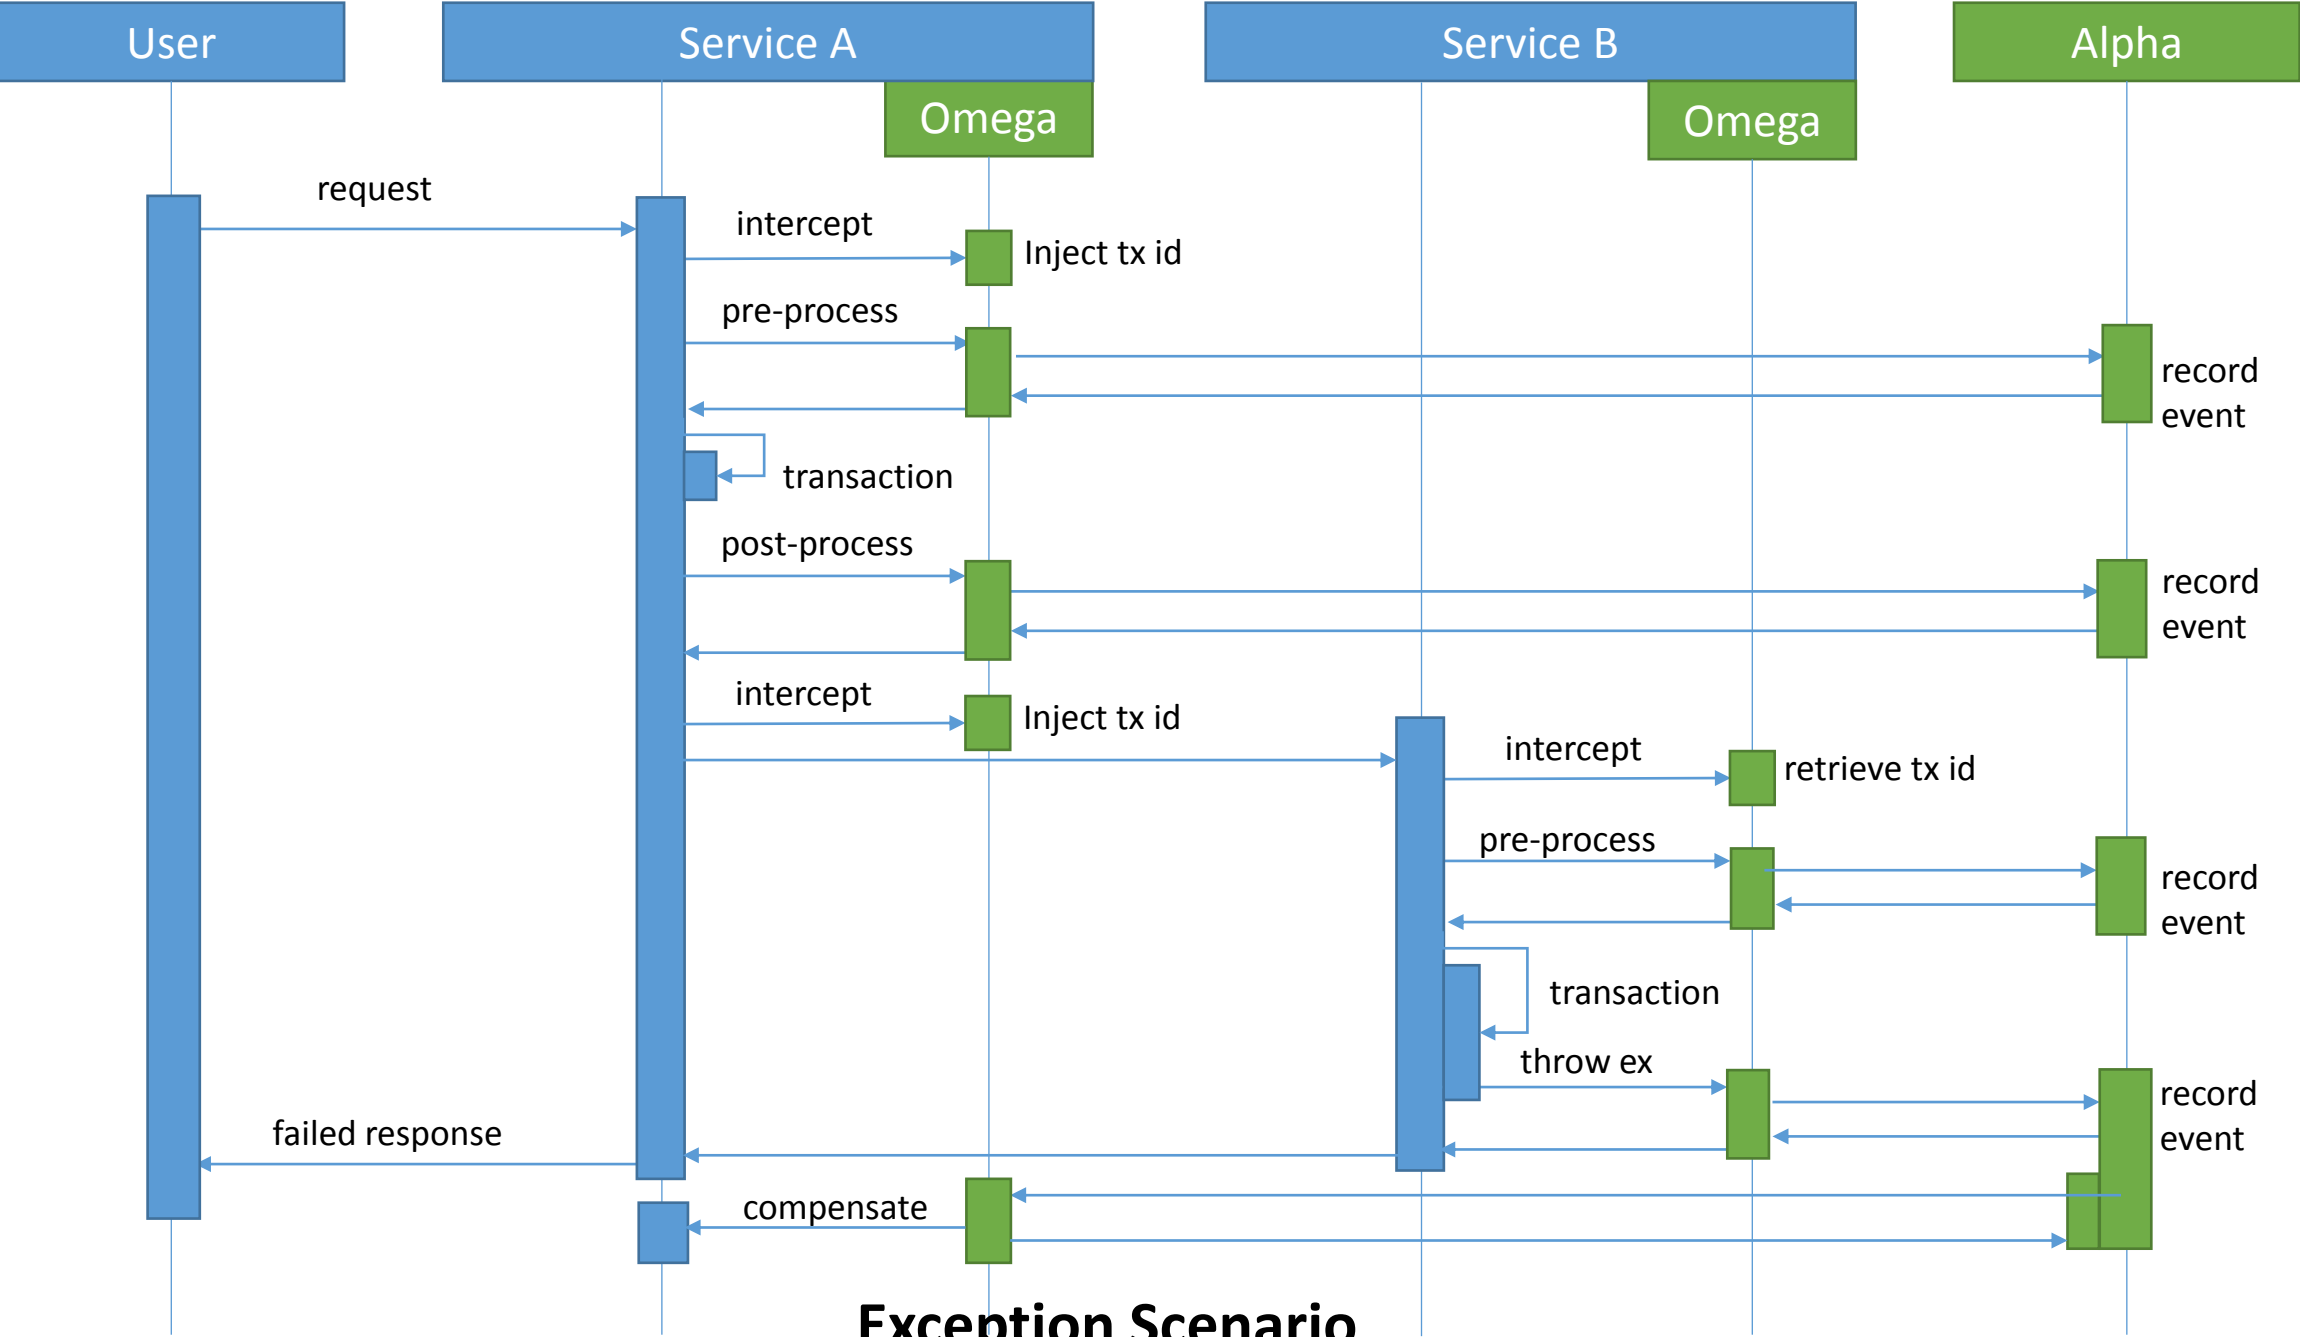 User
Service A
Service B
Alpha
Omega
Omega
request
intercept
Inject tx id
pre-process
record
event
transaction
post-process
record
event
intercept
Inject tx id
intercept
retrieve tx id
pre-process
record
event
transaction
throw ex
record
event
failed response
compensate
Exception Scenario